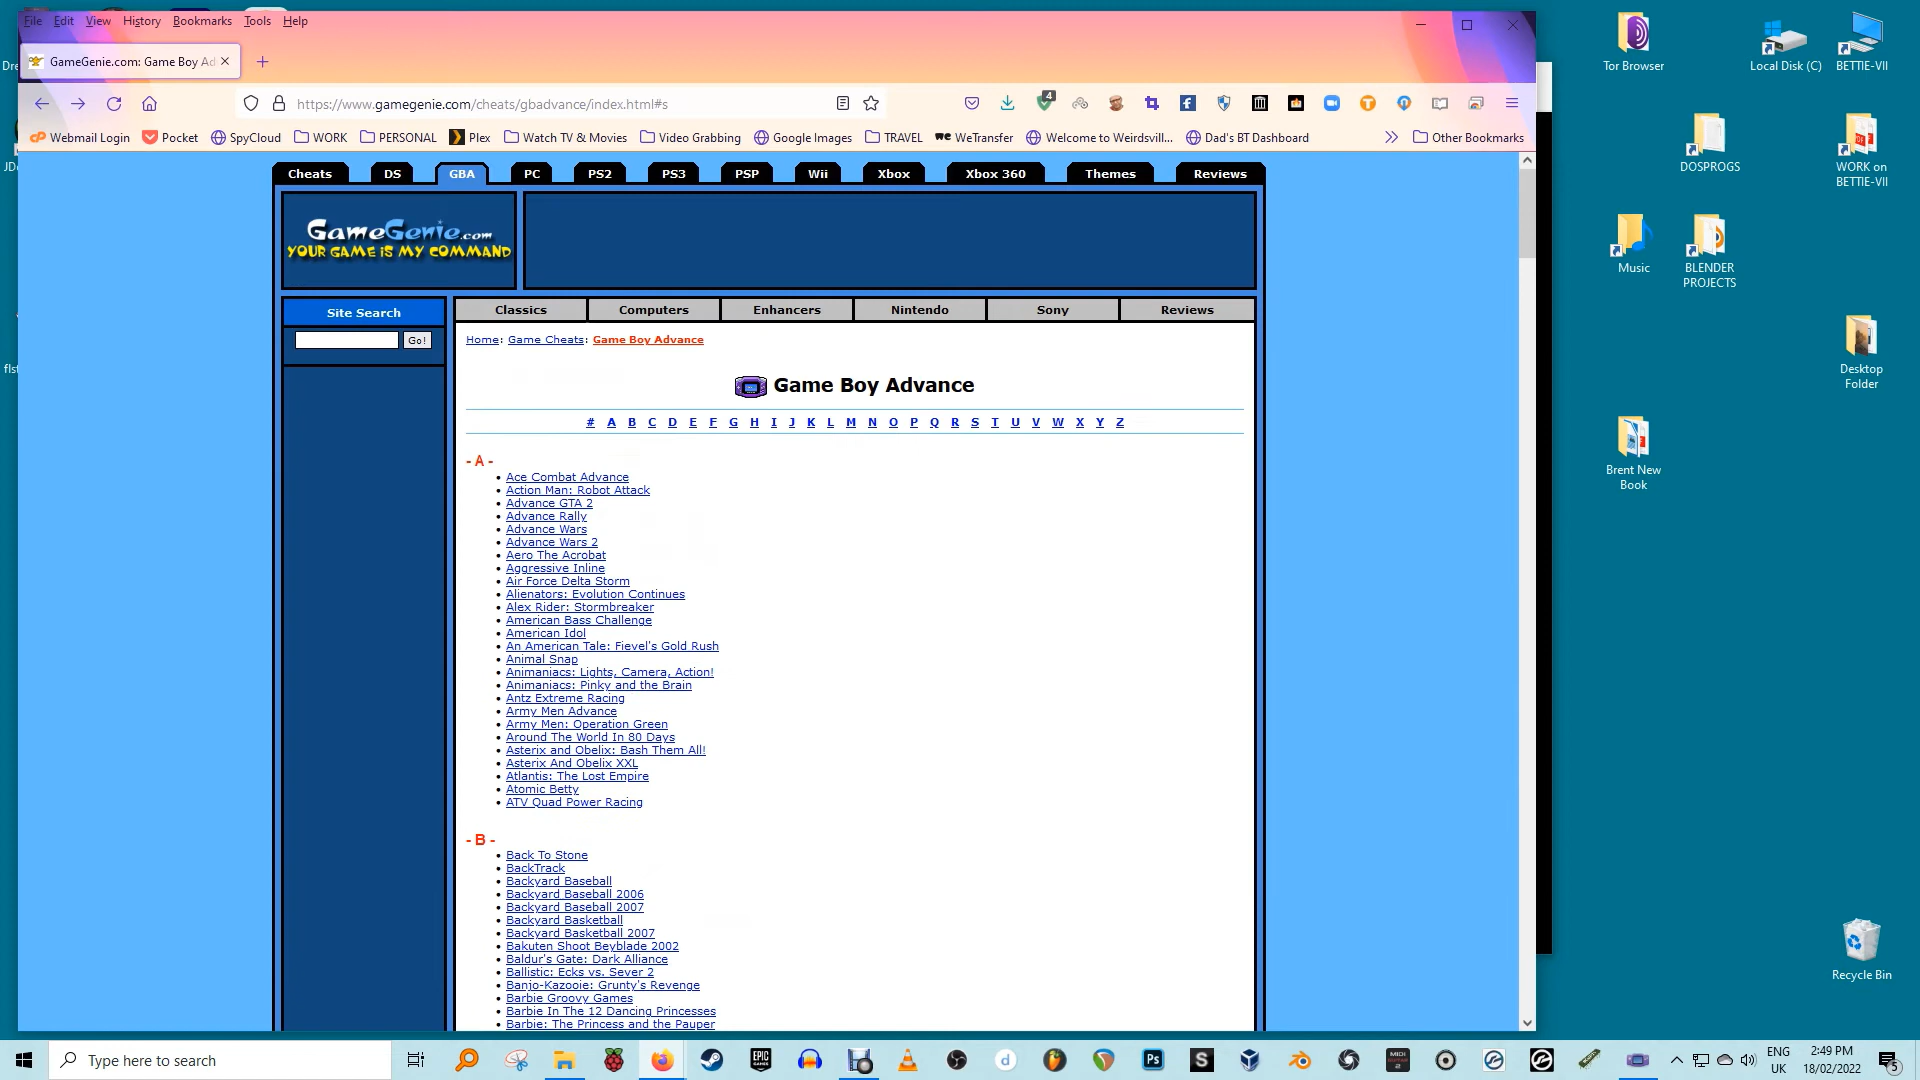 File Edit View History Bookmarks Tools Help
GameGenie.com: Game Boy Ad
https://www.gamegenie.com/cheats/gbadvance/index.html#s
4
Webmail Login Pocket SpyCloud WORK PERSONAL Plex Watch TV & Movies Video Grabbing Google Images TRAVEL WeTransfer Welcome to Weirdsvill... Dad's BT Dashboard Other Bookmarks
Cheats DS GBA PC PS2 PS3 PSP Wii Xbox Xbox 360 Themes Reviews
GameGenie.com
YOUR GAME IS MY COMMAND
Site Search
Go!
Classics Computers Enhancers Nintendo Sony Reviews
Home: Game Cheats: Game Boy Advance
Game Boy Advance
# A B C D E F G H I J K L M N O P Q R S T U V W X Y Z
- A -
Ace Combat Advance
Action Man: Robot Attack
Advance GTA 2
Advance Rally
Advance Wars
Advance Wars 2
Aero The Acrobat
Aggressive Inline
Air Force Delta Storm
Alienators: Evolution Continues
Alex Rider: Stormbreaker
American Bass Challenge
American Idol
An American Tale: Fievel's Gold Rush
Animal Snap
Animaniacs: Lights, Camera, Action!
Animaniacs: Pinky and the Brain
Antz Extreme Racing
Army Men Advance
Army Men: Operation Green
Around The World In 80 Days
Asterix and Obelix: Bash Them All!
Asterix And Obelix XXL
Atlantis: The Lost Empire
Atomic Betty
ATV Quad Power Racing
- B -
Back To Stone
BackTrack
Backyard Baseball
Backyard Baseball 2006
Backyard Baseball 2007
Backyard Basketball
Backyard Basketball 2007
Bakuten Shoot Beyblade 2002
Baldur's Gate: Dark Alliance
Ballistic: Ecks vs. Sever 2
Banjo-Kazooie: Grunty's Revenge
Barbie Groovy Games
Barbie In The 12 Dancing Princesses
Barbie: The Princess and the Pauper
Tor Browser
Local Disk (C)
BETTIE-VII
DOSPROGS
WORK on
BETTIE-VII
Music
BLENDER
PROJECTS
Desktop
Folder
Brent New
Book
Recycle Bin
Type here to search
EPIC
GAMES
Ps
MIDI
ENG
UK
2:49 PM
18/02/2022
5